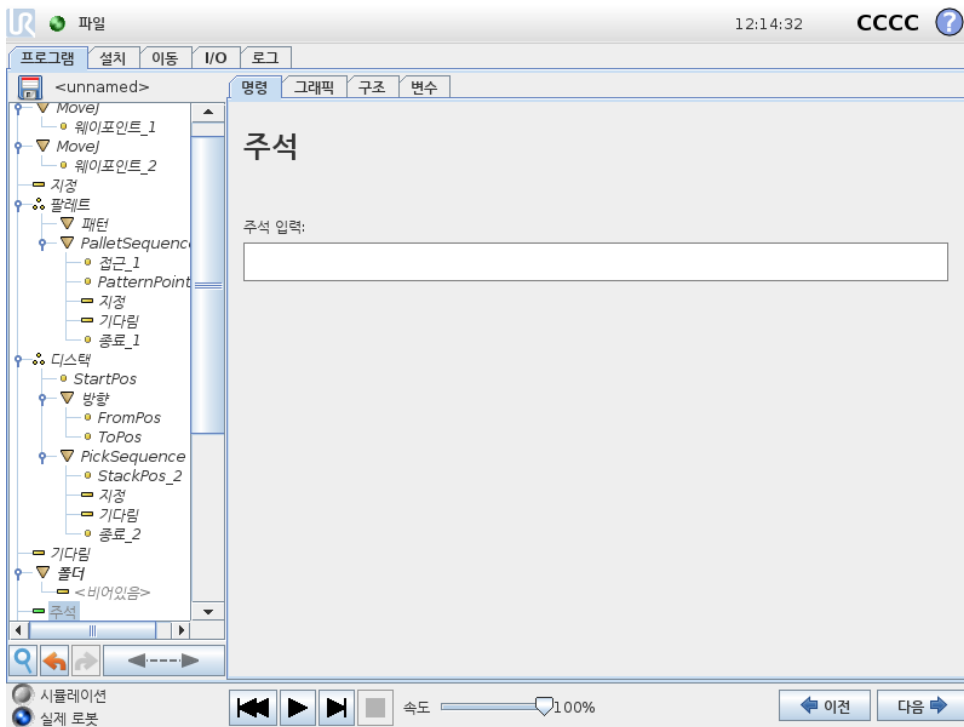 UR 파일 12:14:32 CCCC ?
프로그램 설치 이동 I/O 로그
<unnamed>
명령 그래픽 구조 변수
MoveJ
웨이포인트_1
MoveJ
웨이포인트_2
지정
팔레트
패턴
PalletSequenc
접근_1
PatternPoint
지정
기다림
종료_1
디스택
StartPos
방향
FromPos
ToPos
PickSequence
StackPos_2
지정
기다림
종료_2
기다림
폴더
<비어있음>
주석
주석
주석 입력:
시뮬레이션
실제 로봇
속도 100%
이전 다음